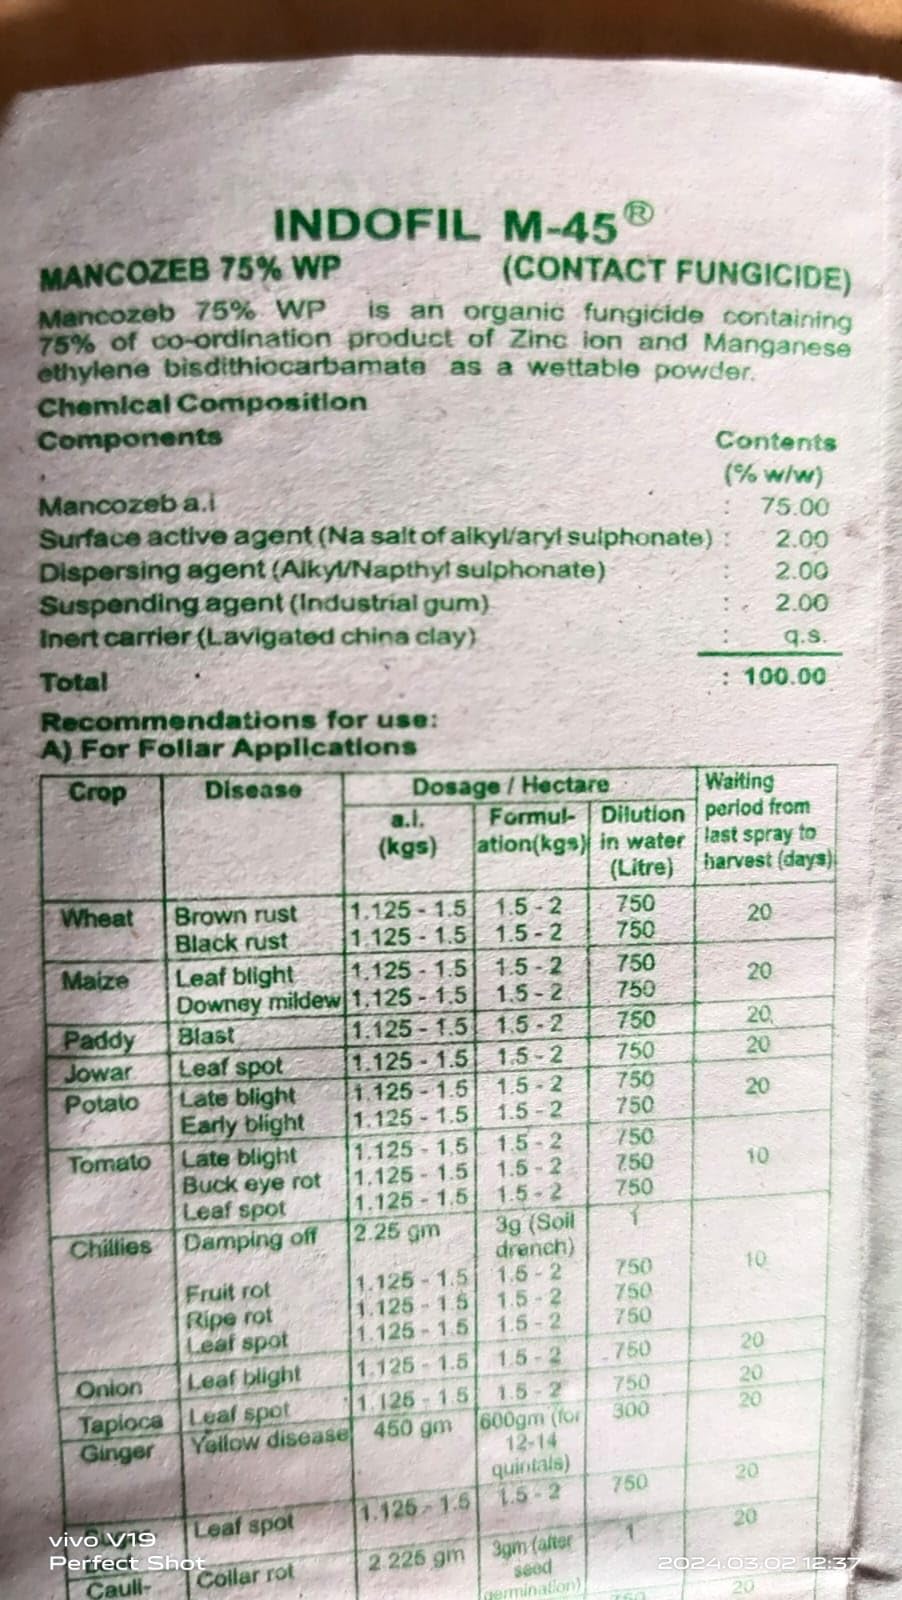 INDOFIL M-45®
MANCOZEB 75% WP (CONTACT FUNGICIDE)
Mancozeb 75% WP is an organic fungicide containing
75% of co-ordination product of Zinc ion and Manganese
ethylene bisdithiocarbamate as a wettable powder.
Chemical Composition
Components Contents
(% w/w)
Mancozeb a.i : 75.00
Surface active agent (Na salt of alkyl/aryl sulphonate) : 2.00
Dispersing agent (Alkyl/Napthyl sulphonate) : 2.00
Suspending agent (Industrial gum) : 2.00
Inert carrier (Lavigated china clay) : q.s.
Total : 100.00
Recommendations for use:
A) For Foliar Applications
Crop Disease Dosage / Hectare Waiting
period from
last spray to
harvest (days)
a.i.
(kgs)
Formul-
ation(kgs)
Dilution
in water
(Litre)
Wheat Brown rust 1.125 - 1.5 1.5 - 2 750 20
Black rust 1.125 - 1.5 1.5 - 2 750
Maize Leaf blight 1.125 - 1.5 1.5 - 2 750 20
Downey mildew 1.125 - 1.5 1.5 - 2 750
Paddy Blast 1.125 - 1.5 1.5 - 2 750 20
Jowar Leaf spot 1.125 - 1.5 1.5 - 2 750 20
Potato Late blight 1.125 - 1.5 1.5 - 2 750 20
Early blight 1.125 - 1.5 1.5 - 2 750
Tomato Late blight 1.125 - 1.5 1.5 - 2 750 10
Buck eye rot 1.125 - 1.5 1.5 - 2 750
Leaf spot 1.125 - 1.5 1.5 - 2 750
Chillies Damping off 2.25 gm 3g (Soil 1 10
drench)
Fruit rot 1.125 - 1.5 1.5 - 2 750
Ripe rot 1.125 - 1.5 1.5 - 2 750
Leaf spot 1.125 - 1.5 1.5 - 2 750
Onion Leaf blight 1.125 - 1.5 1.5 - 2 750 20
Tapioca Leaf spot 1.125 - 1.5 1.5 - 2 750 20
Ginger Yellow disease 450 gm 600gm (for 300 20
12-14
quintals)
Leaf spot 1.125 - 1.5 1.5 - 2 750 20
Cauli- Collar rot 2.225 gm 3gm (after 1 20
seed
germination)
750 20
vivo V19
Perfect Shot
2024.03.02 12:37